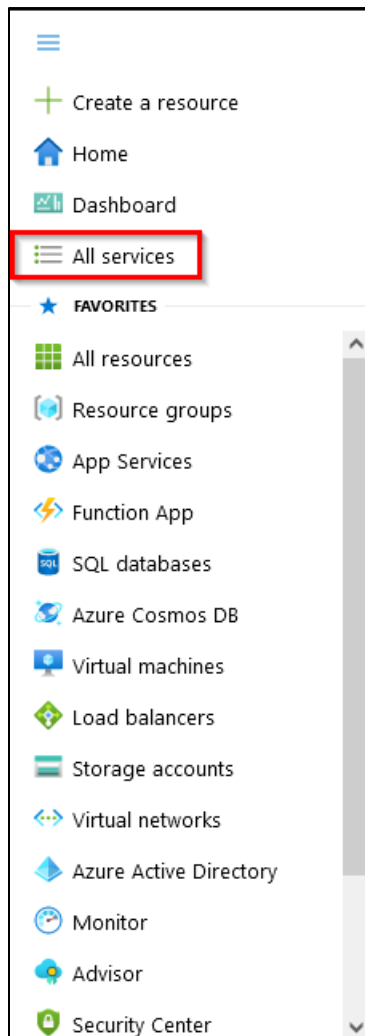 Create a resource
Home
Dashboard
All services
FAVORITES
All resources
Resource groups
App Services
Function App
SQL databases
Azure Cosmos DB
Virtual machines
Load balancers
Storage accounts
Virtual networks
Azure Active Directory
Monitor
Advisor
Security Center